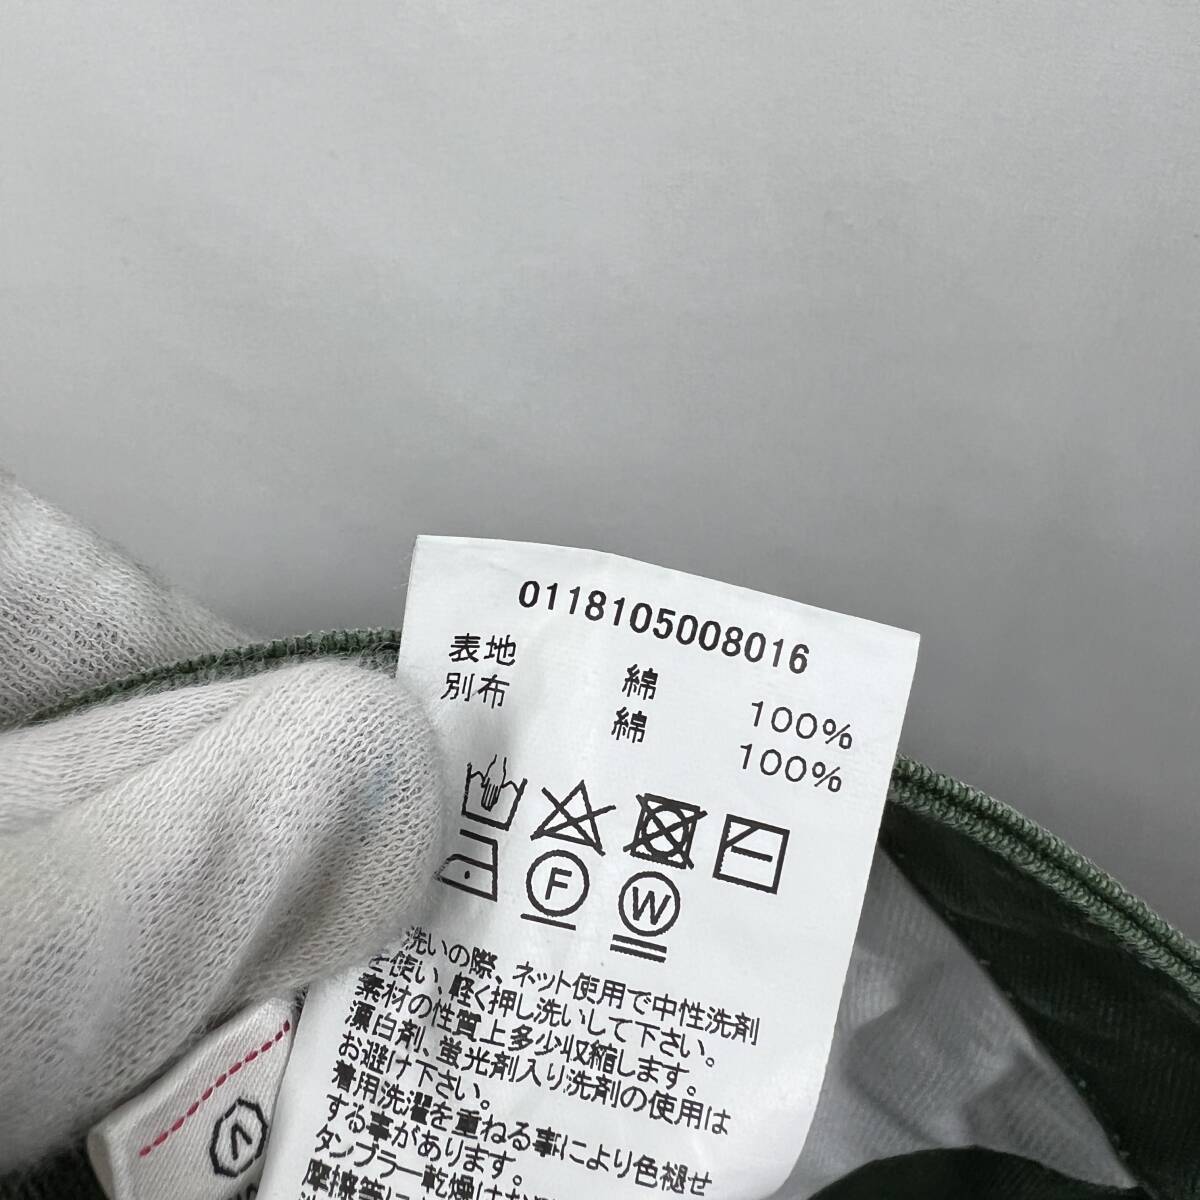 0118105008016
表地 綿 100%
別布 綿 100%
F W
洗いの際、ネット使用で中性洗剤
を使い、軽く押し洗いして下さい。
素材の性質上多少収縮します。
漂白剤、蛍光剤入り洗剤の使用は
お避け下さい。
着用洗濯を重ねる事により色褪せ
する事があります。
タンブラー乾燥はお
摩擦等に